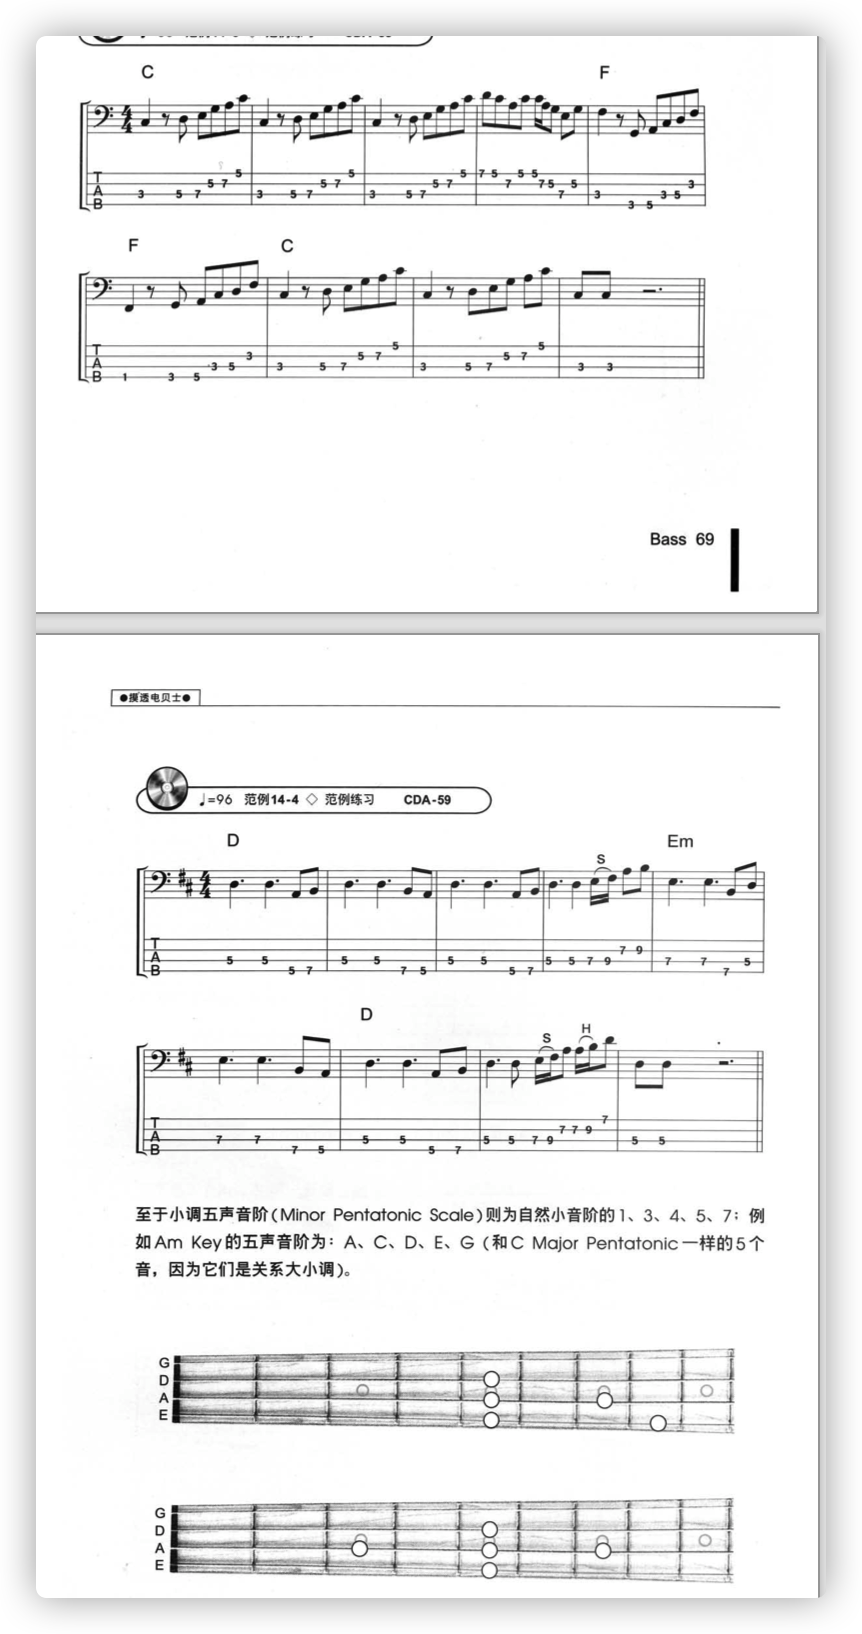 C F
4
4
T
A
B
3 5 7 5 7 5 3 5 7 5 7 5 3 5 7 5 7 5 7 5 7 5 5 7 5 7 5 3 3 5 3 5 3
F C
T
A
B
1 3 5 3 5 3 3 5 7 5 7 5 3 5 7 5 7 5 3 3
Bass 69
●摸透电贝士●
♩=96 范例14-4 ◇ 范例练习 CDA-59
D Em
S
4
4
T
A
B
5 5 5 7 5 5 7 5 5 5 5 7 5 5 7 9 7 9 7 7 7 5
D
S H
T
A
B
7 7 7 5 5 5 5 7 5 5 7 9 7 7 9 7 5 5
至于小调五声音阶(Minor Pentatonic Scale)则为自然小音阶的1、3、4、5、7；例
如Am Key的五声音阶为：A、C、D、E、G (和C Major Pentatonic一样的5个
音，因为它们是关系大小调)。
G
D
A
E
G
D
A
E